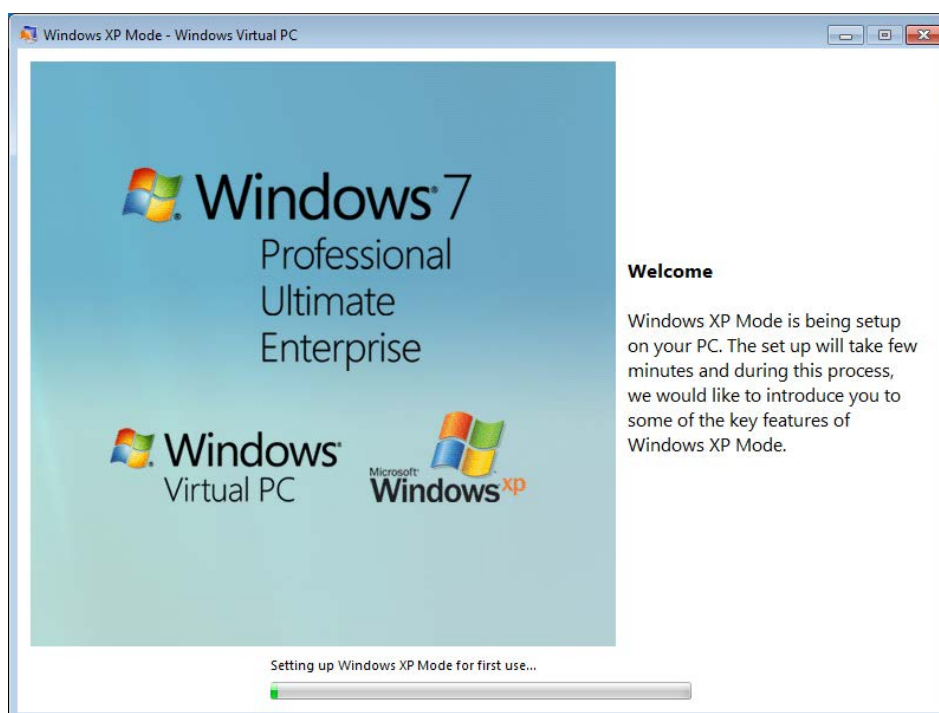 Windows XP Mode - Windows Virtual PC
Windows® 7
Professional
Ultimate
Enterprise
Windows®
Virtual PC
Microsoft®
Windows xp
Welcome
Windows XP Mode is being setup
on your PC. The set up will take few
minutes and during this process,
we would like to introduce you to
some of the key features of
Windows XP Mode.
Setting up Windows XP Mode for first use...